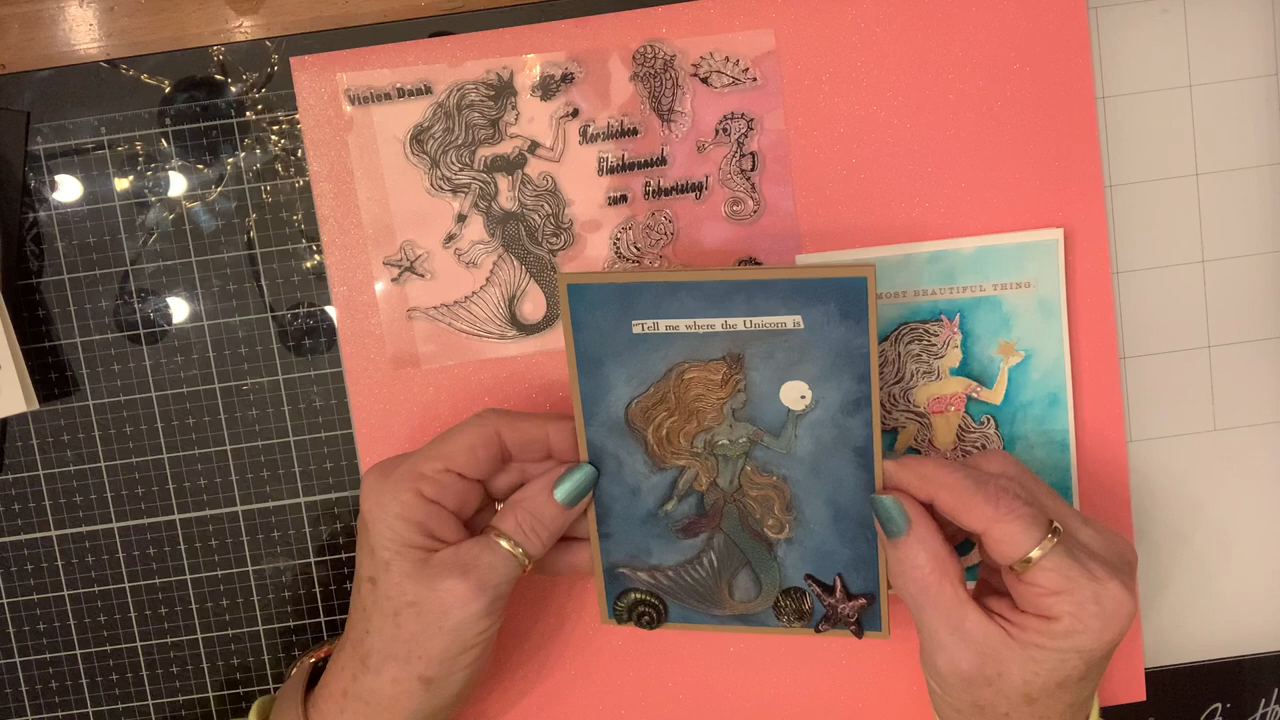 Vielen Dank
Herzlichen
Glückwunsch
zum Geburtstag!
MOST BEAUTIFUL THING.
"Tell me where the Unicorn is